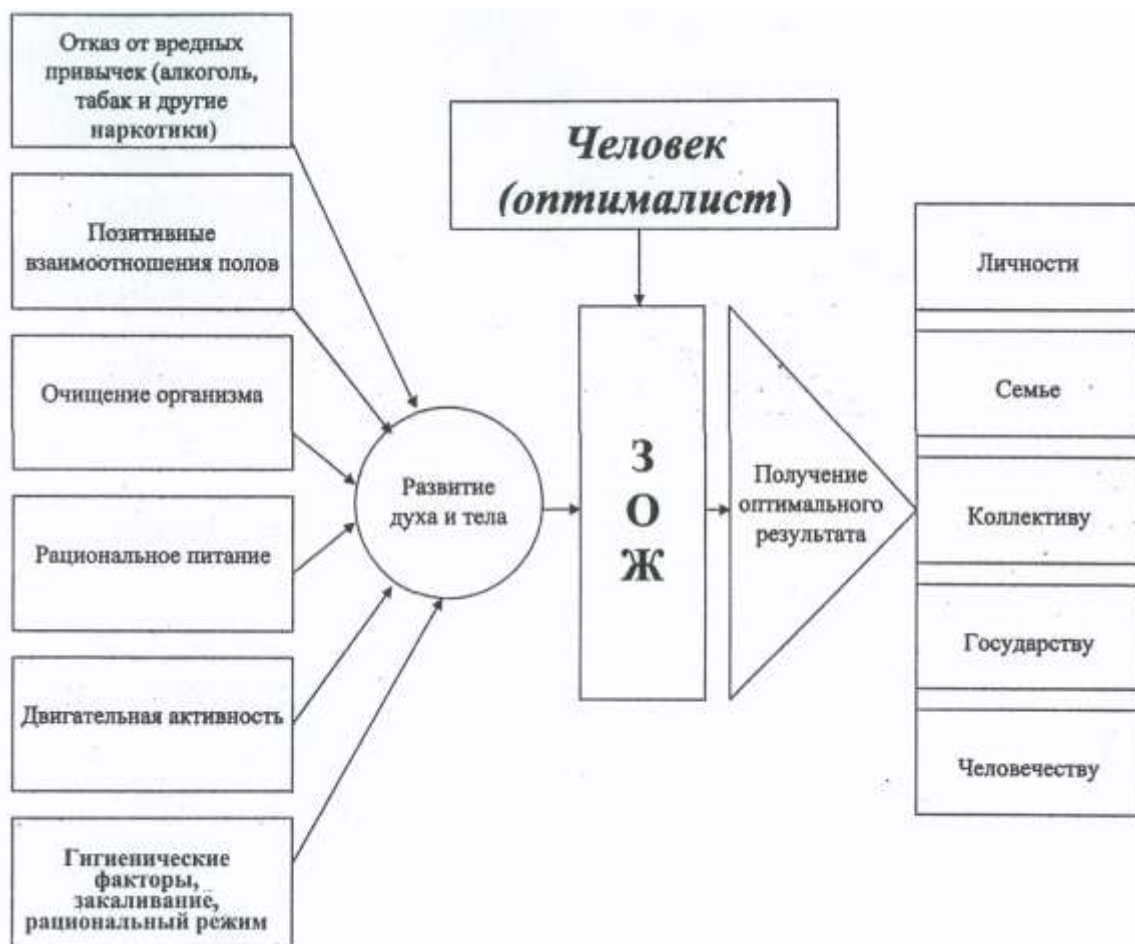 Отказ от вредных
привычек (алкоголь,
табак и другие
наркотики)
Позитивные
взаимоотношения полов
Очищение организма
Рациональное питание
Двигательная активность
Гигиенические
факторы,
закаливание,
рациональный режим
Развитие
духа и тела
Человек
(оптималист)
З
О
Ж
Получение
оптимального
результата
Личности
Семье
Коллективу
Государству
Человечеству